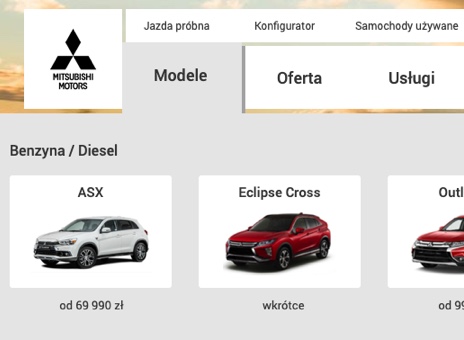 Jazda próbna Konfigurator Samochody używane
MITSUBISHI
MOTORS
Modele Oferta Usługi
Benzyna / Diesel
ASX Eclipse Cross
od 69 990 zł wkrótce od